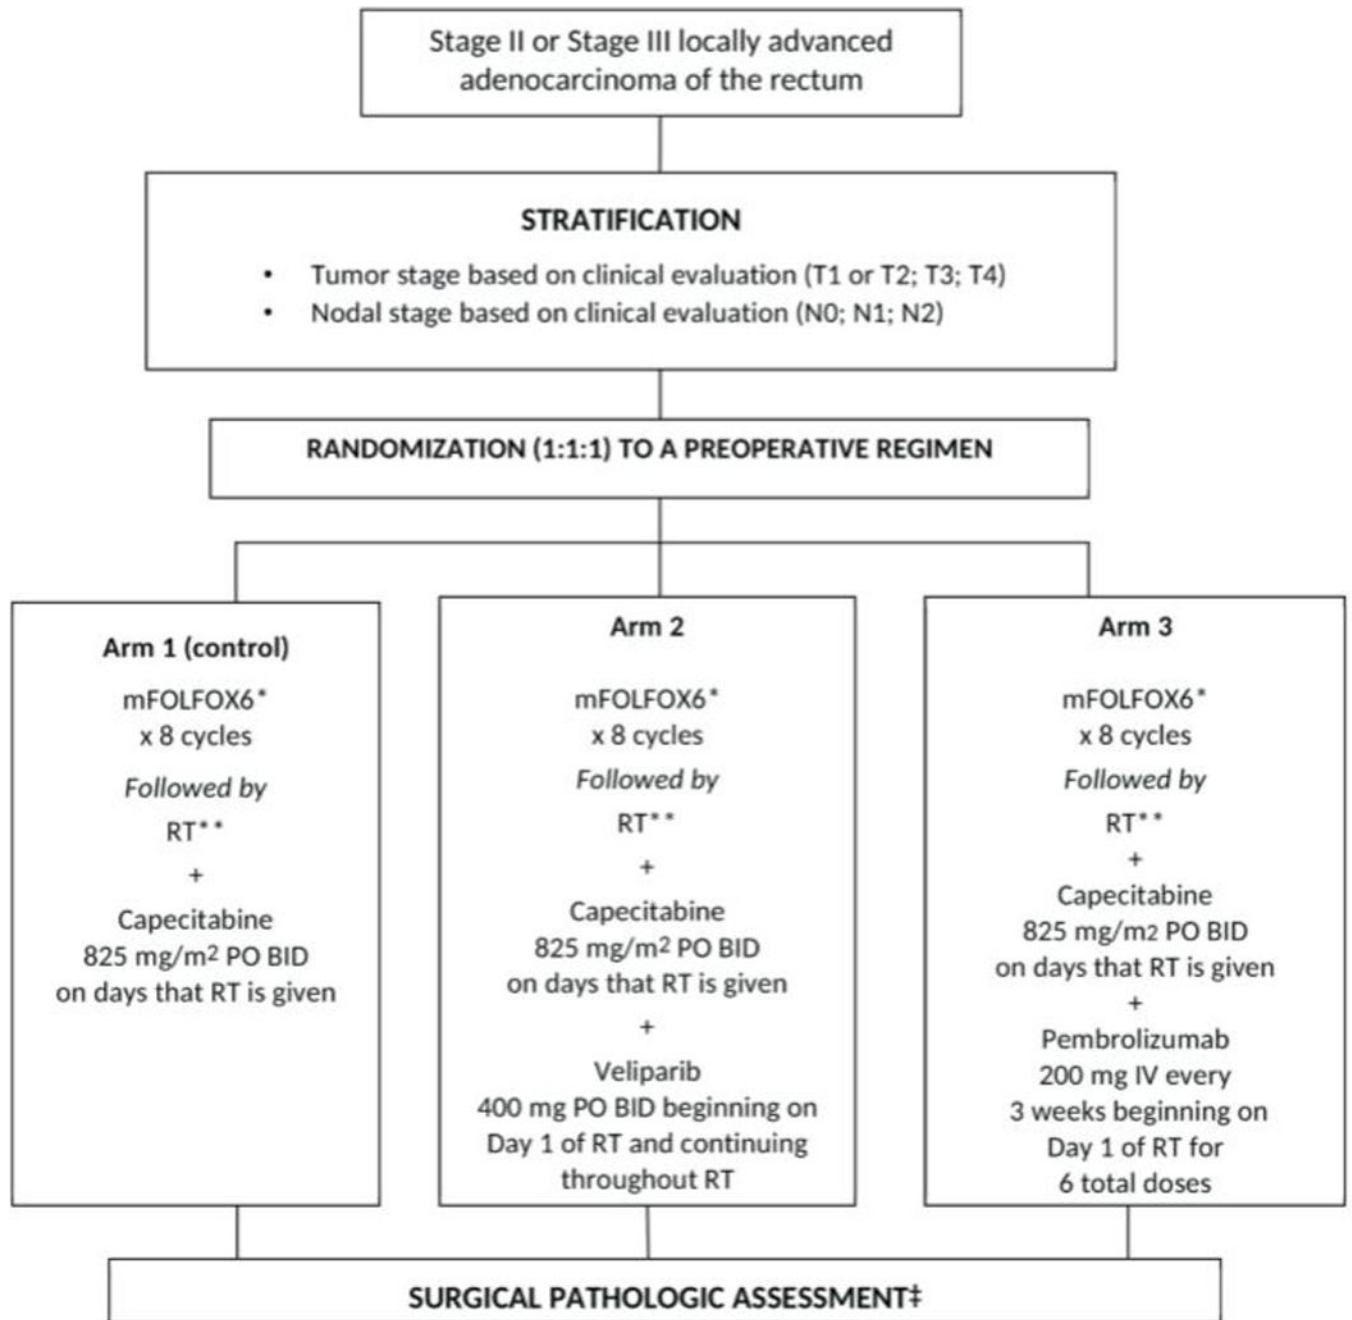 Stage II or Stage III locally advanced
adenocarcinoma of the rectum
STRATIFICATION
• Tumor stage based on clinical evaluation (T1 or T2; T3; T4)
• Nodal stage based on clinical evaluation (N0; N1; N2)
RANDOMIZATION (1:1:1) TO A PREOPERATIVE REGIMEN
Arm 1 (control)
mFOLFOX6*
x 8 cycles
Followed by
RT**
+
Capecitabine
825 mg/m² PO BID
on days that RT is given
Arm 2
mFOLFOX6*
x 8 cycles
Followed by
RT**
+
Capecitabine
825 mg/m² PO BID
on days that RT is given
+
Veliparib
400 mg PO BID beginning on
Day 1 of RT and continuing
throughout RT
Arm 3
mFOLFOX6*
x 8 cycles
Followed by
RT**
+
Capecitabine
825 mg/m2 PO BID
on days that RT is given
+
Pembrolizumab
200 mg IV every
3 weeks beginning on
Day 1 of RT for
6 total doses
SURGICAL PATHOLOGIC ASSESSMENT‡